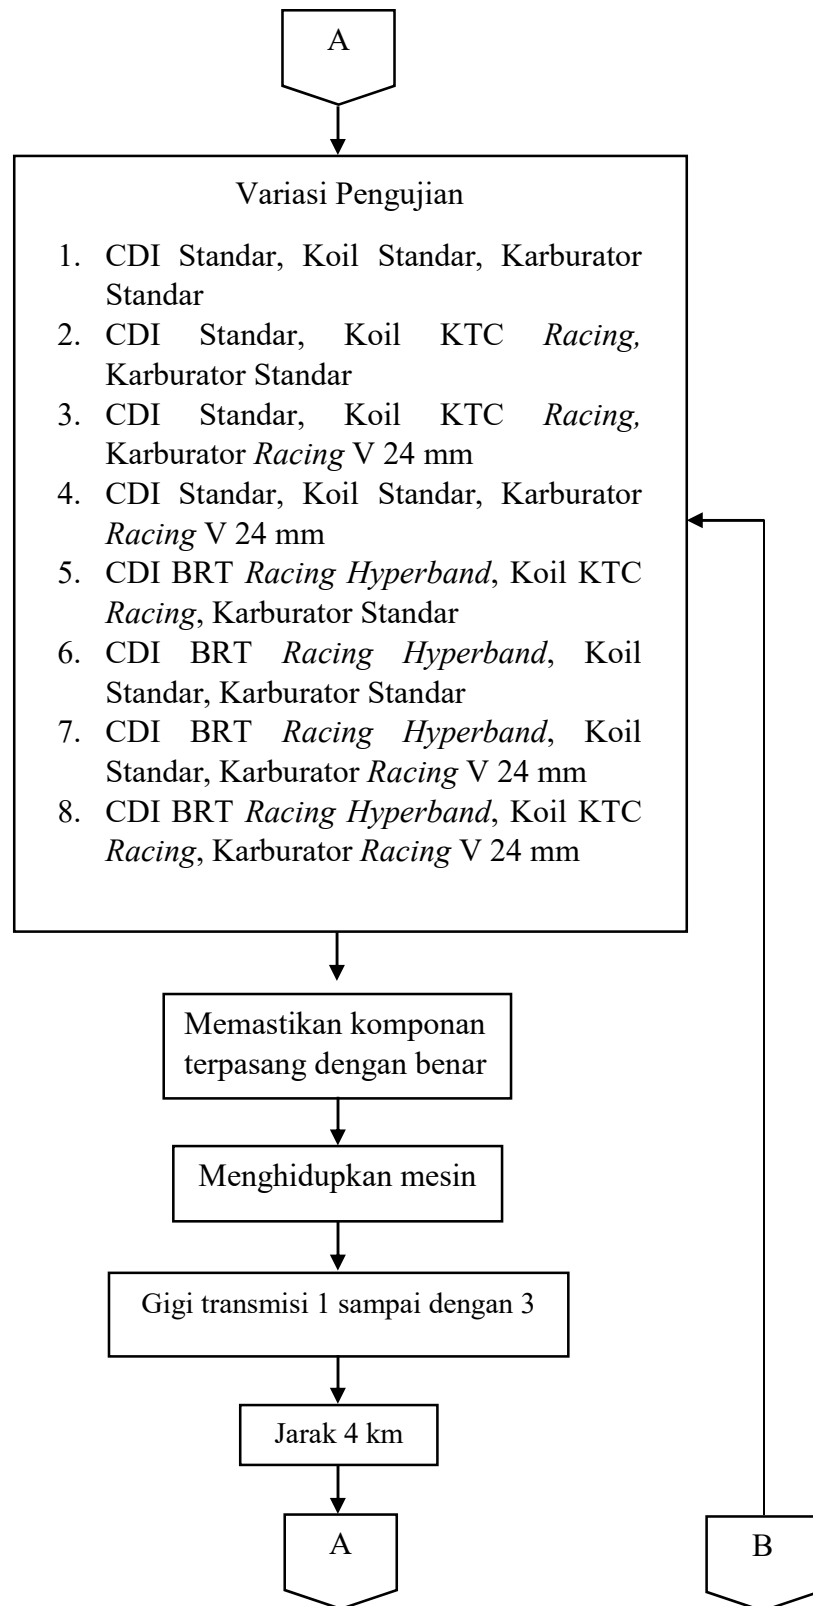 A
Variasi Pengujian
1. CDI Standar, Koil Standar, Karburator
Standar
2. CDI Standar, Koil KTC Racing,
Karburator Standar
3. CDI Standar, Koil KTC Racing,
Karburator Racing V 24 mm
4. CDI Standar, Koil Standar, Karburator
Racing V 24 mm
5. CDI BRT Racing Hyperband, Koil KTC
Racing, Karburator Standar
6. CDI BRT Racing Hyperband, Koil
Standar, Karburator Standar
7. CDI BRT Racing Hyperband, Koil
Standar, Karburator Racing V 24 mm
8. CDI BRT Racing Hyperband, Koil KTC
Racing, Karburator Racing V 24 mm
Memastikan komponan
terpasang dengan benar
Menghidupkan mesin
Gigi transmisi 1 sampai dengan 3
Jarak 4 km
A
B